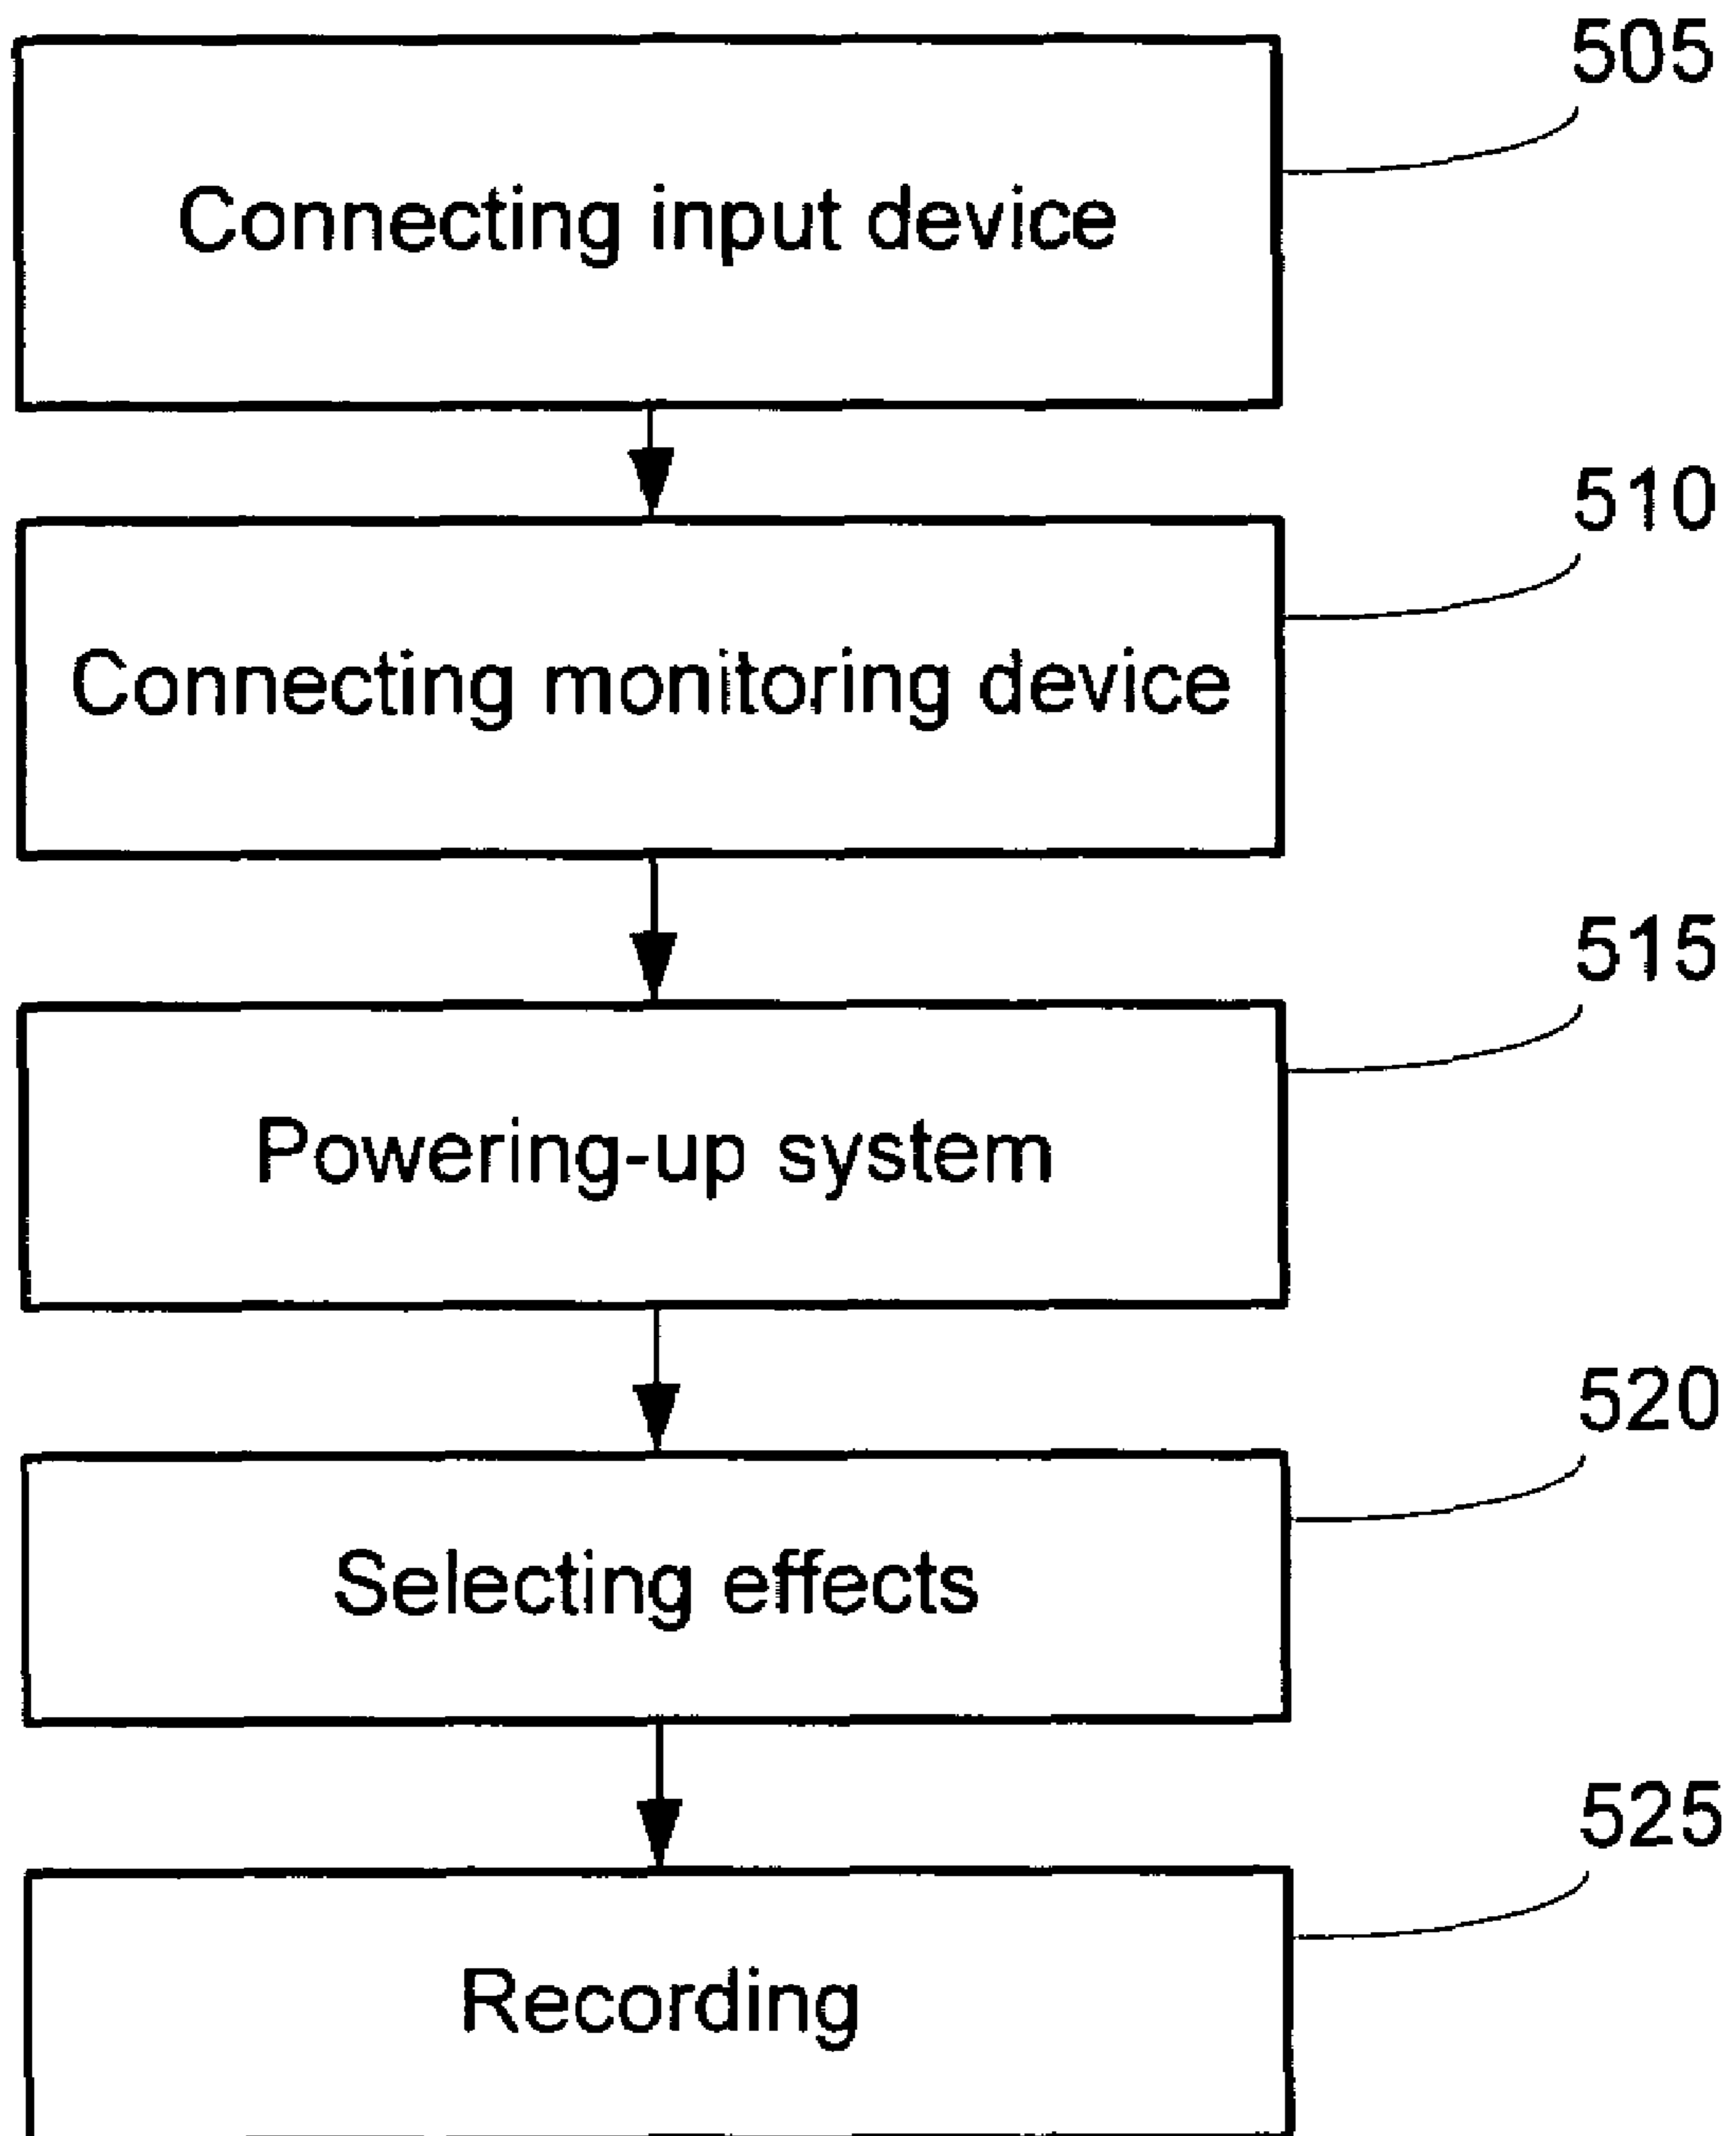 505
Connecting input device
510
Connecting monitoring device
515
Powering-up system
520
Selecting effects
525
Recording